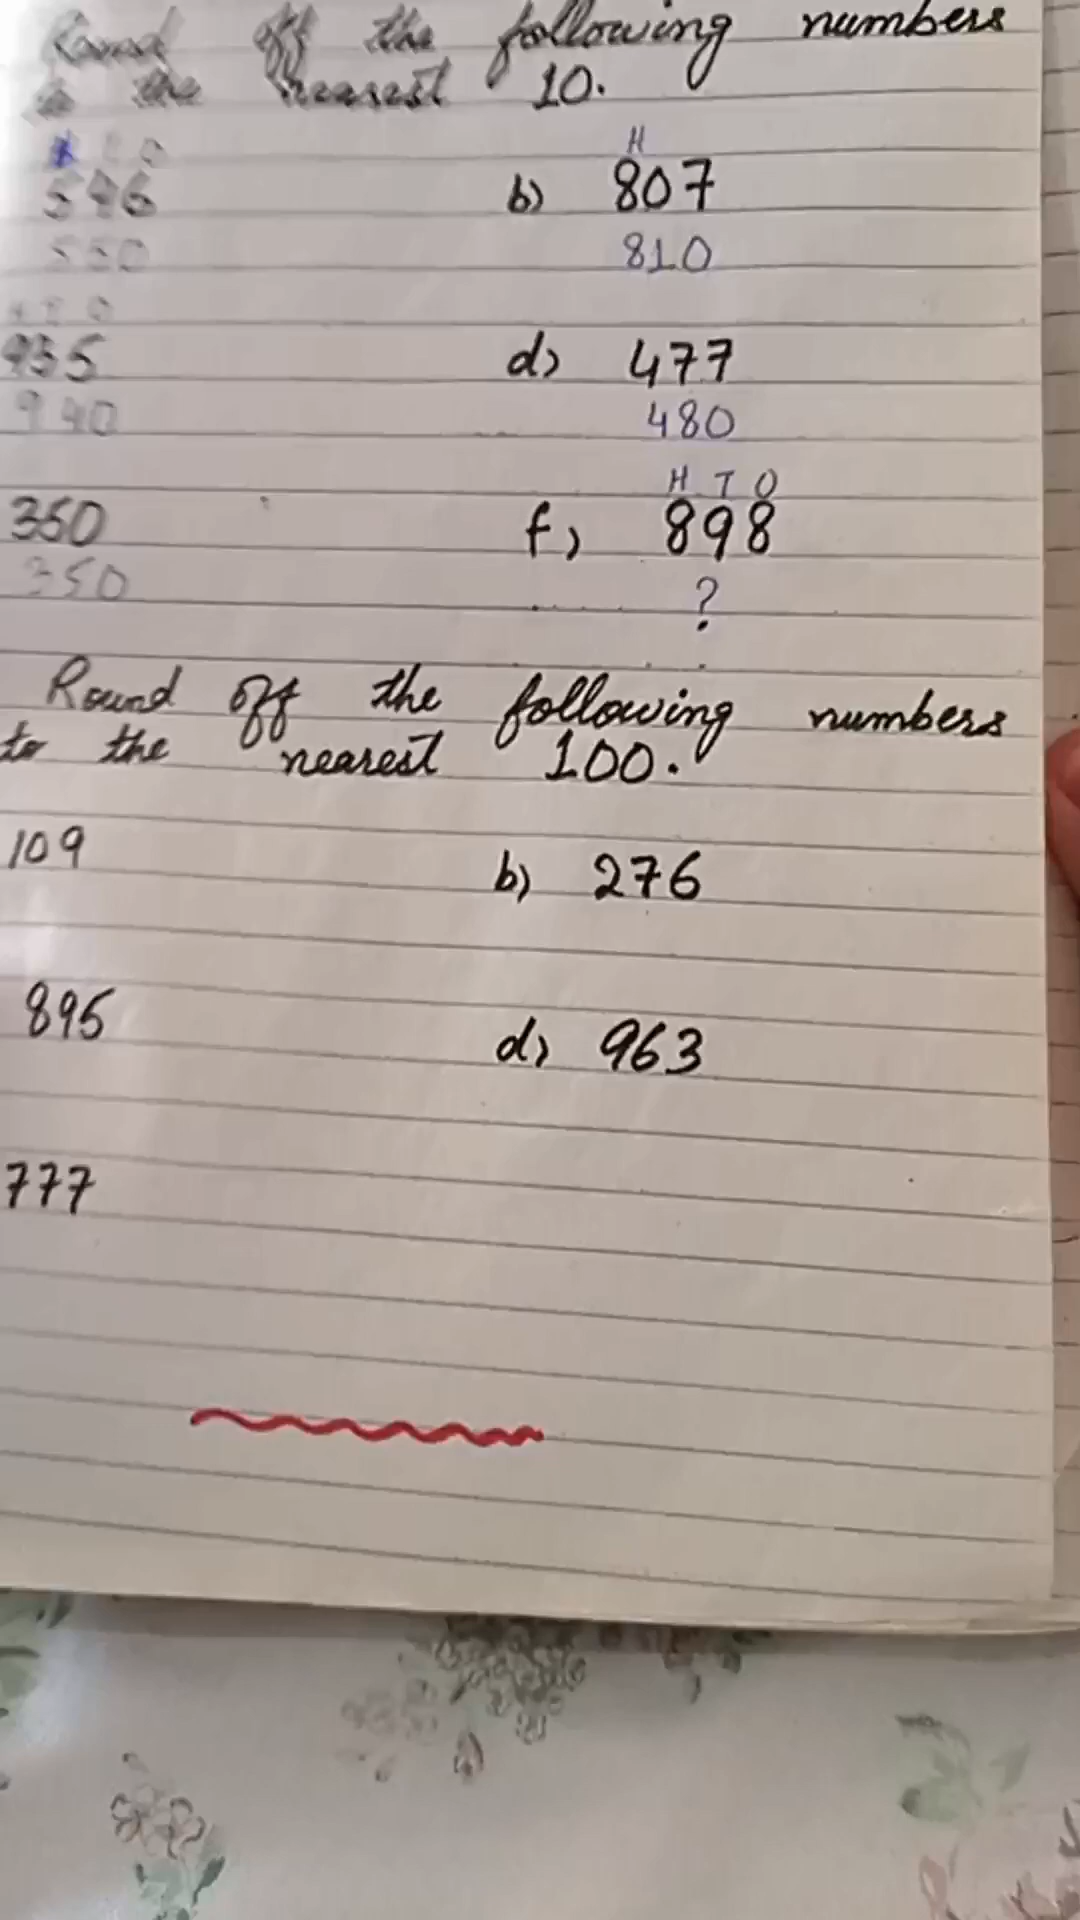 Round off the following numbers
to the nearest 10.
H
546 b) 807
550 810
H T O
935 d) 477
940 480
H T O
350 f) 898
350 ?
Round off the following numbers
to the nearest 100.
109 b) 276
895 d) 963
777